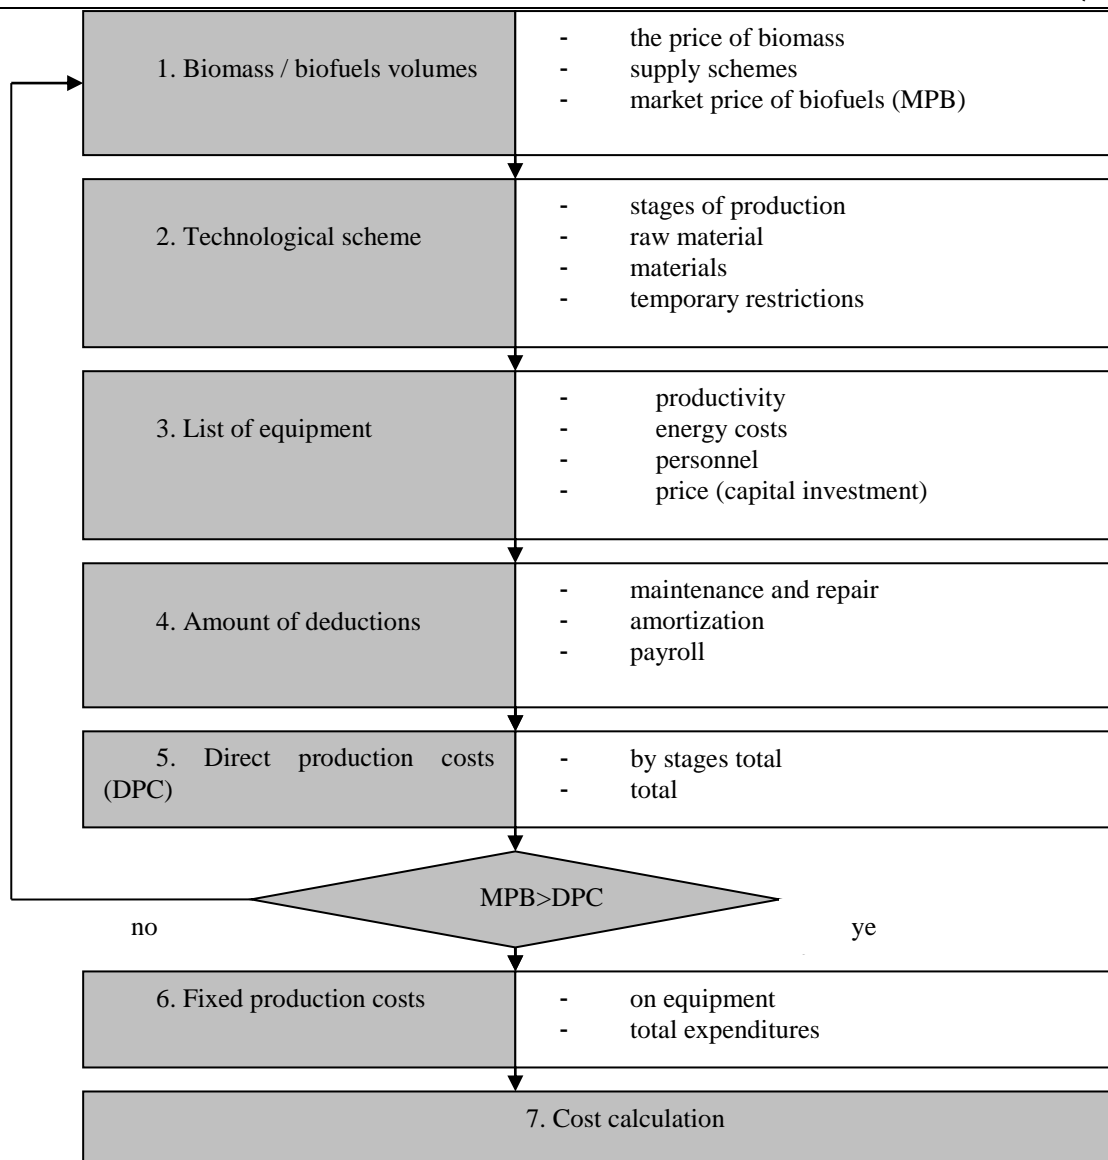 1. Biomass / biofuels volumes
- the price of biomass
- supply schemes
- market price of biofuels (MPB)
2. Technological scheme
- stages of production
- raw material
- materials
- temporary restrictions
3. List of equipment
- productivity
- energy costs
- personnel
- price (capital investment)
4. Amount of deductions
- maintenance and repair
- amortization
- payroll
5. Direct production costs
(DPC)
- by stages total
- total
MPB>DPC
no
ye
6. Fixed production costs
- on equipment
- total expenditures
7. Cost calculation